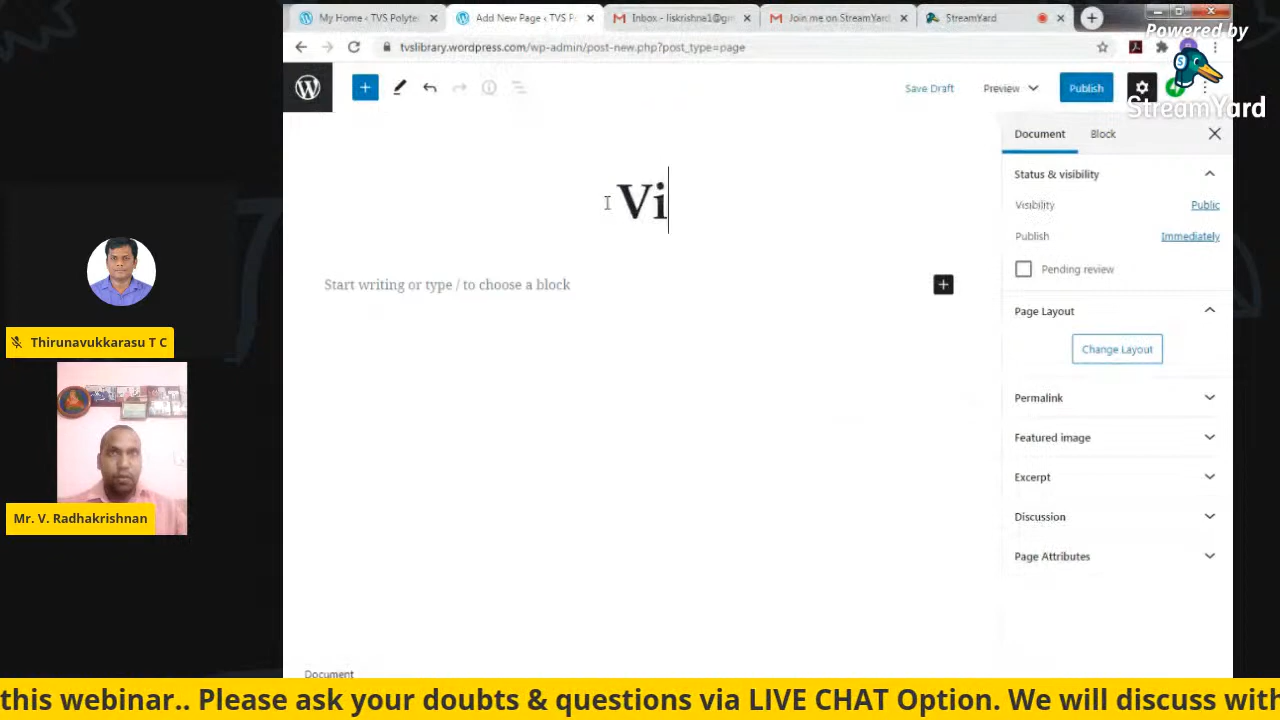 My Home ‹ TVS Polyte
Add New Page ‹ TVS P
Inbox - liskrishna1@gm
Join me on StreamYard
StreamYard
tvslibrary.wordpress.com/wp-admin/post-new.php?post_type=page
Powered by
StreamYard
Save Draft
Preview
Publish
Document
Block
Status & visibility
Visibility
Public
Publish
Immediately
Pending review
Page Layout
Change Layout
Permalink
Featured image
Excerpt
Discussion
Page Attributes
Vi
Start writing or type / to choose a block
Document
Thirunavukkarasu T C
Mr. V. Radhakrishnan
this webinar.. Please ask your doubts & questions via LIVE CHAT Option. We will discuss with